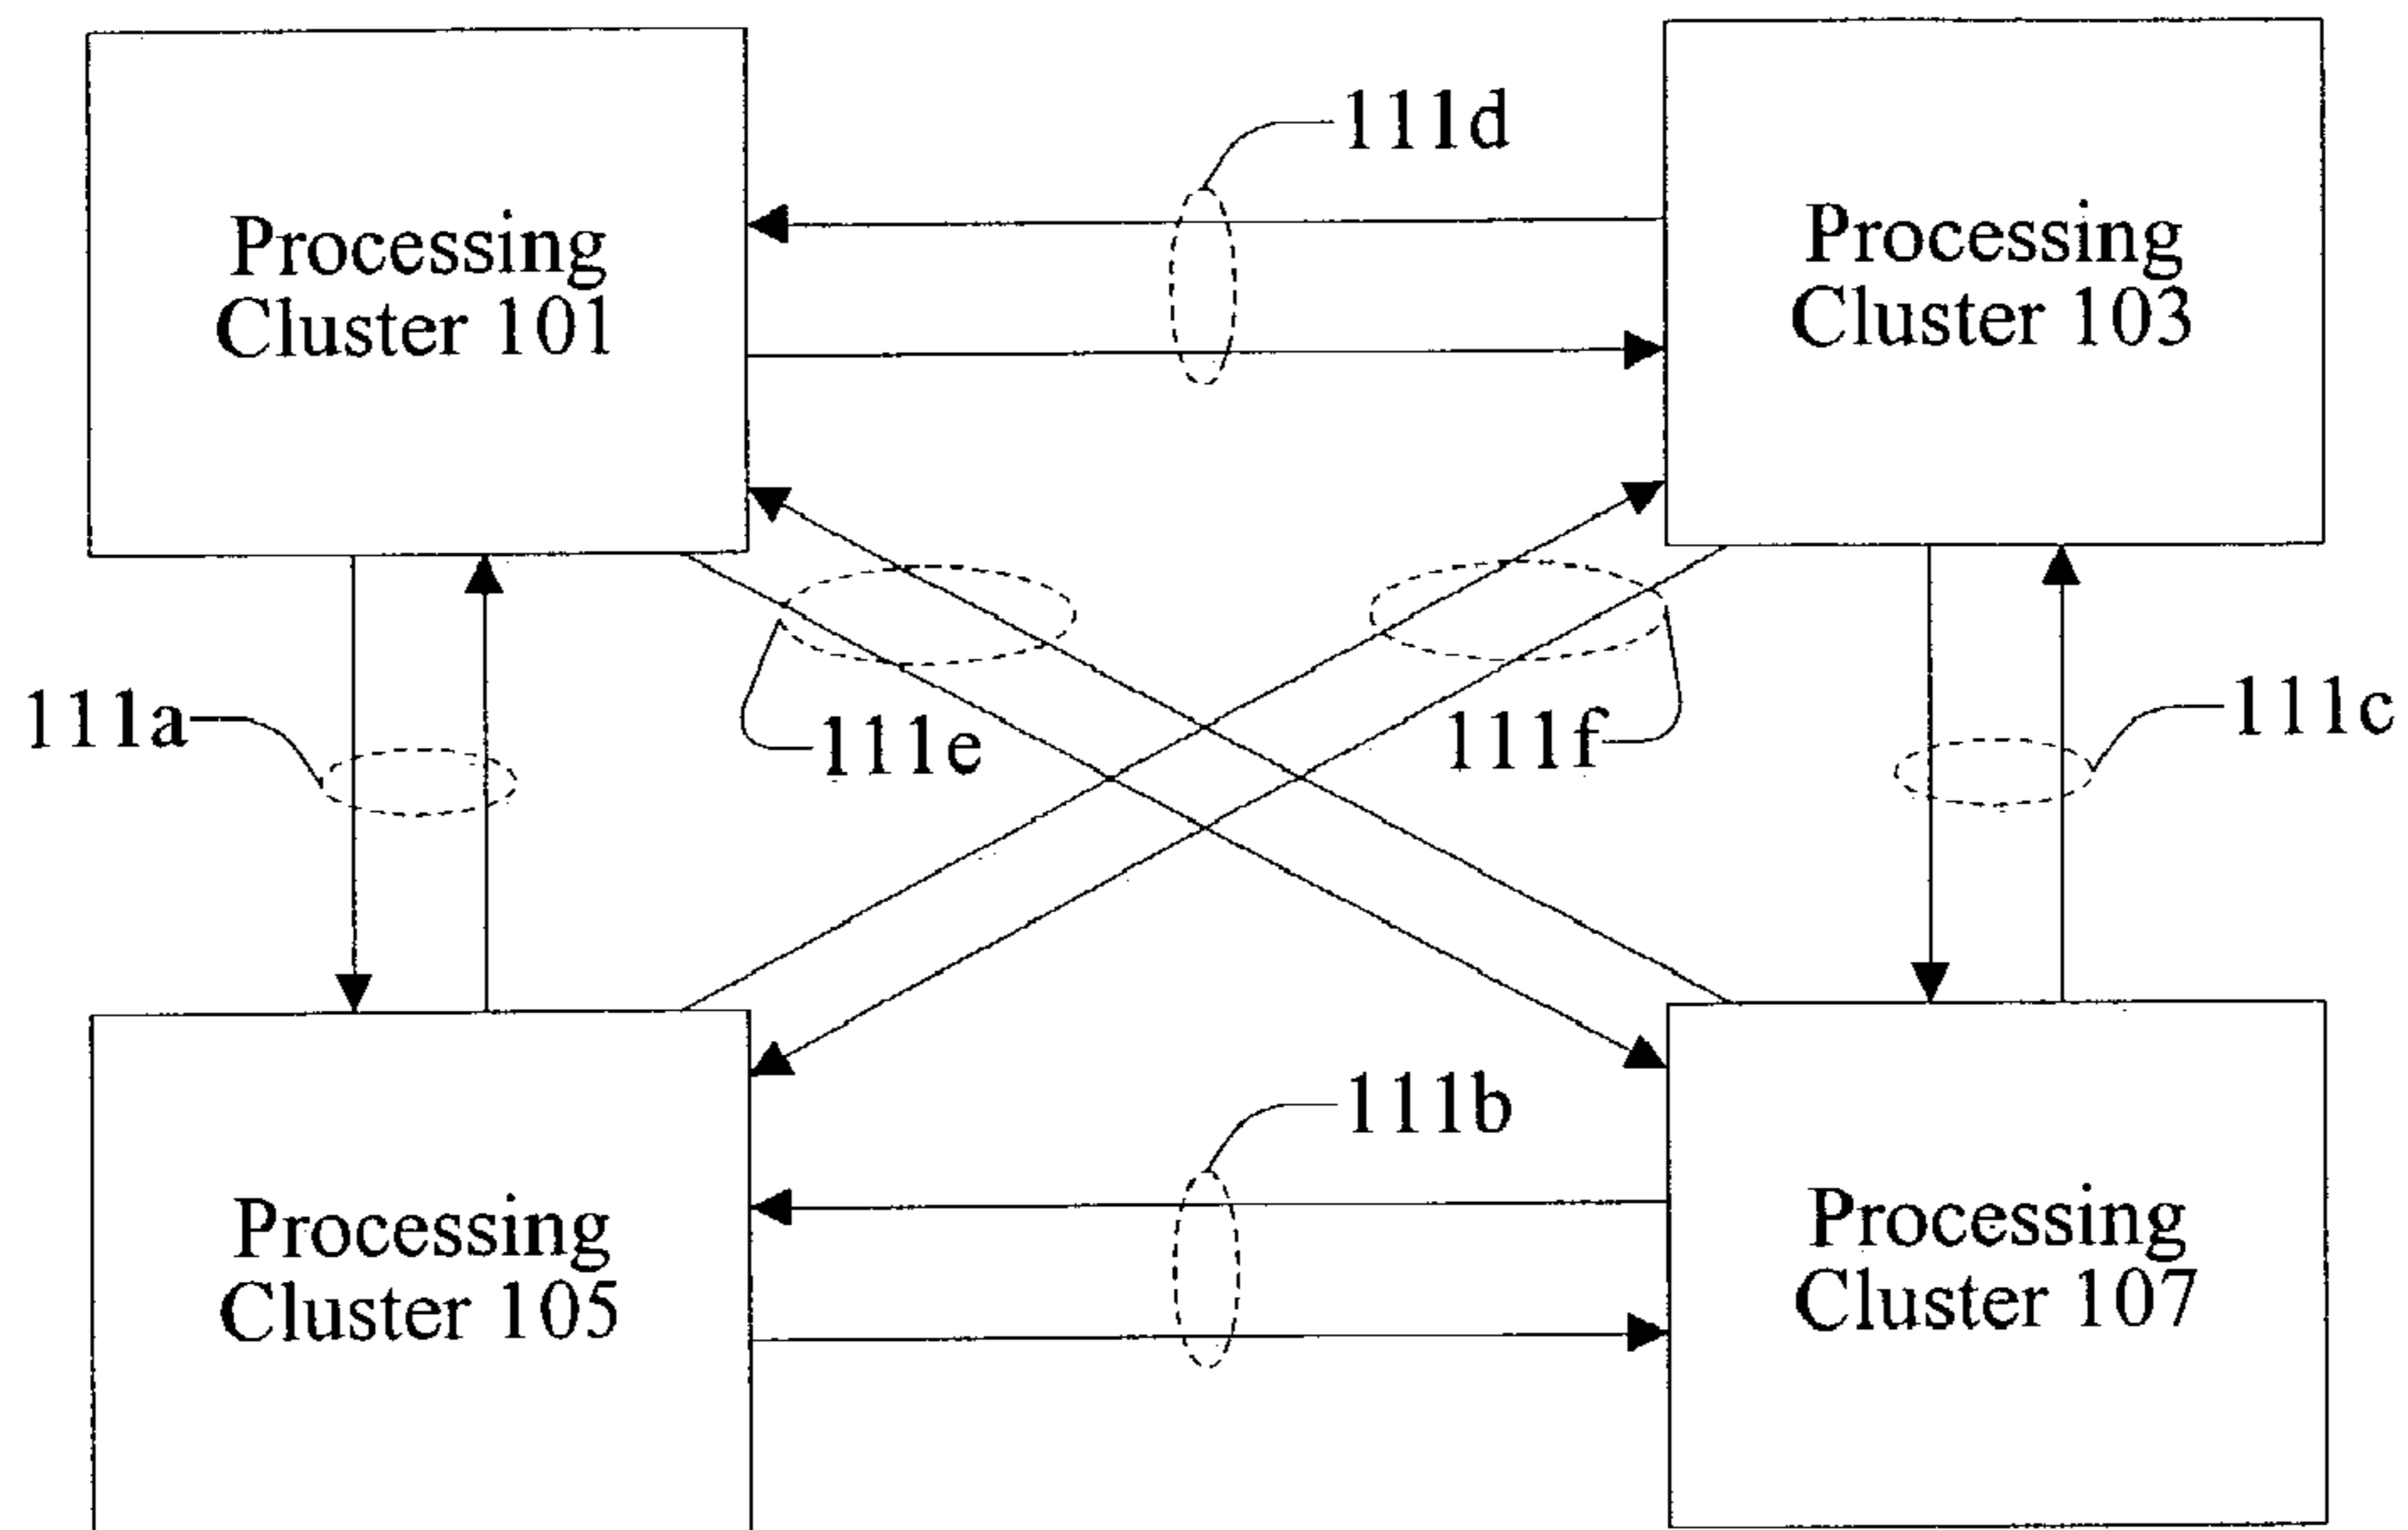 111d
Processing
Cluster 101
Processing
Cluster 103
111a
111e
111f
111c
111b
Processing
Cluster 105
Processing
Cluster 107